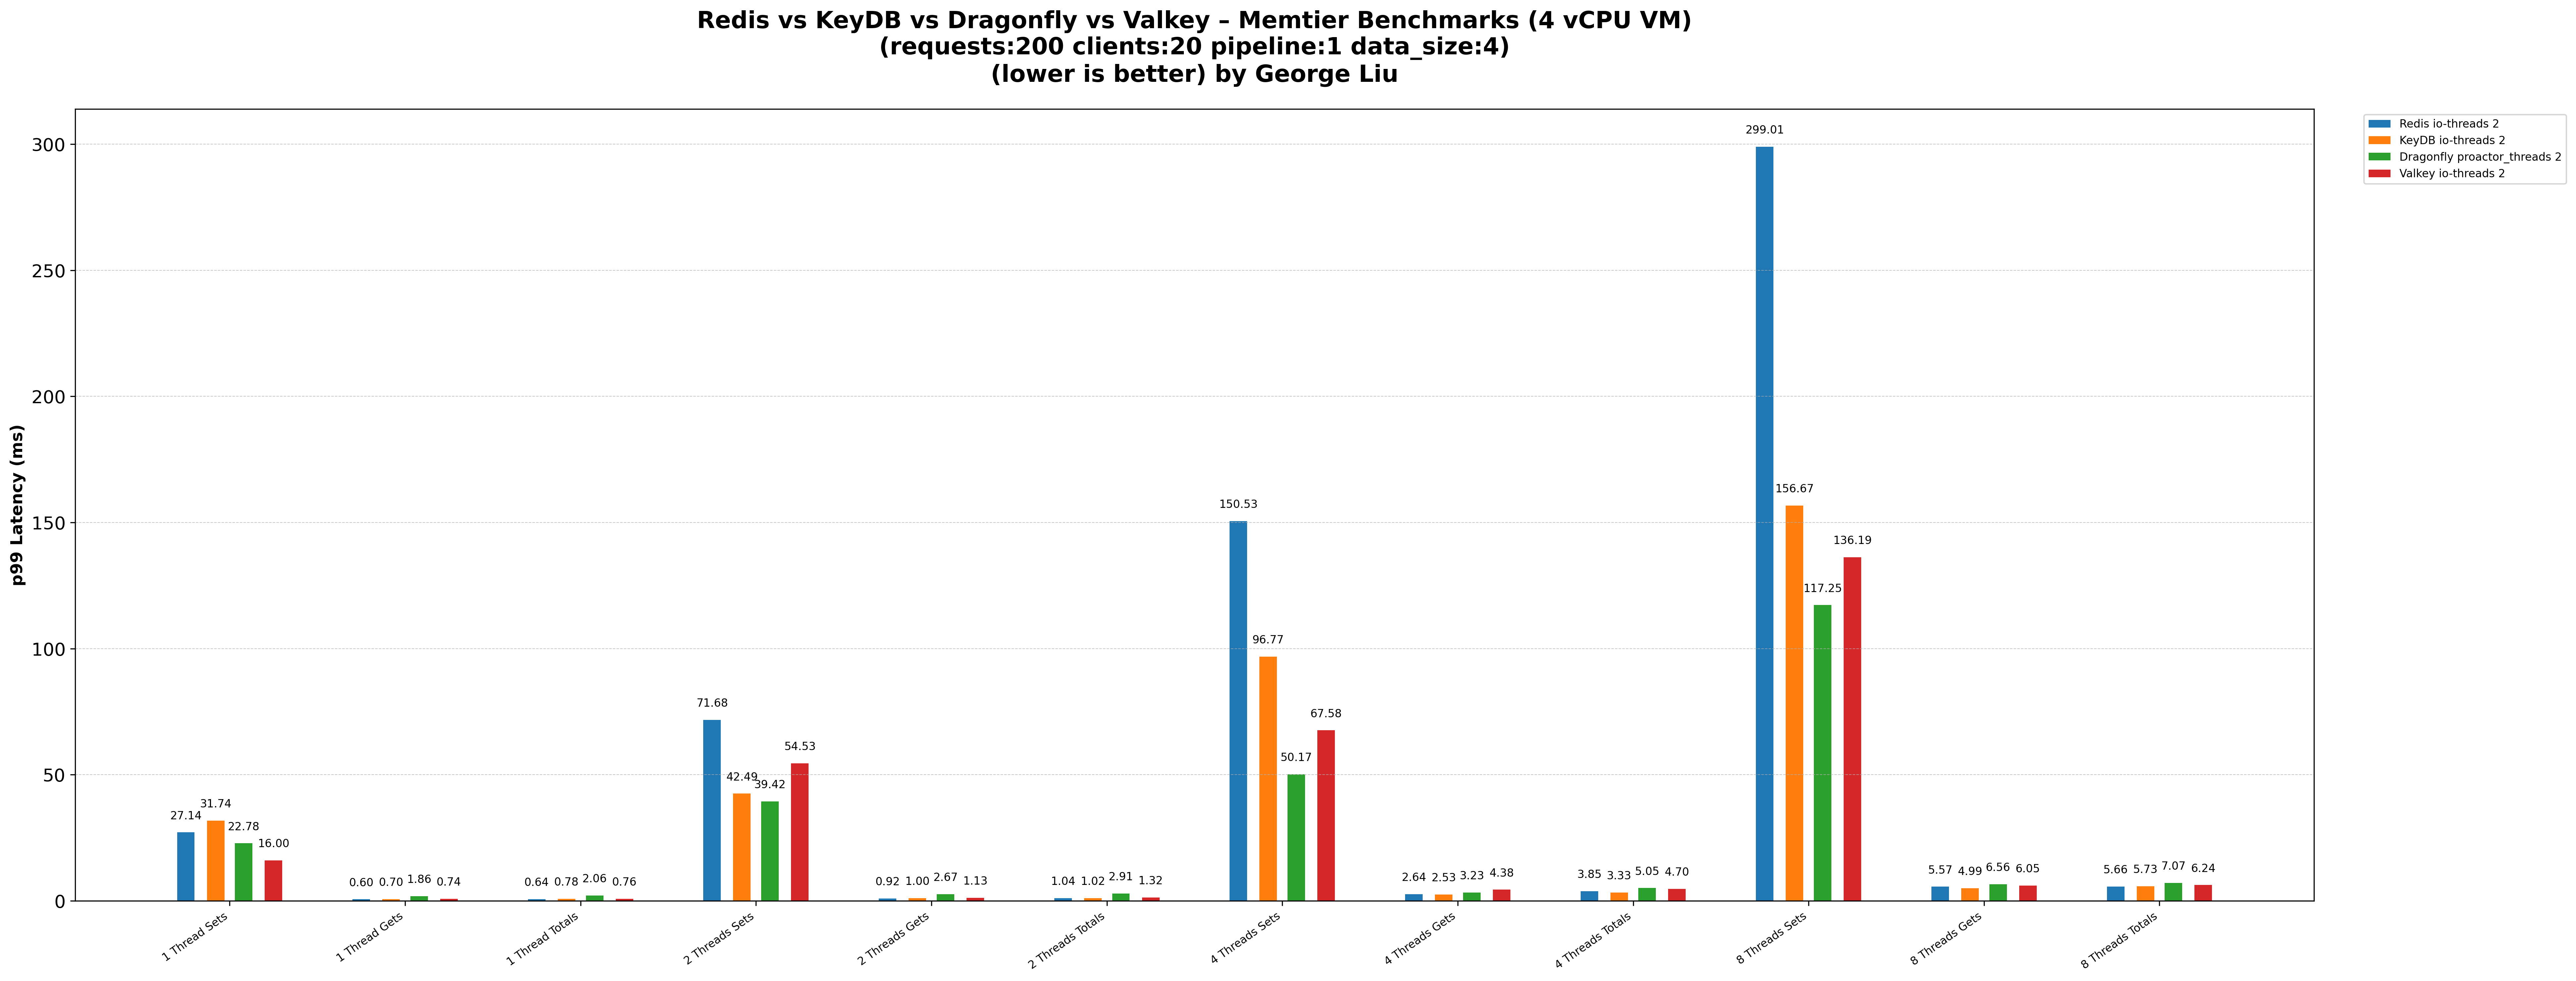 Redis vs KeyDB vs Dragonfly vs Valkey – Memtier Benchmarks (4 vCPU VM)
(requests:200 clients:20 pipeline:1 data_size:4)
(lower is better) by George Liu
Redis io-threads 2
KeyDB io-threads 2
Dragonfly proactor_threads 2
Valkey io-threads 2
p99 Latency (ms)
300
250
200
150
100
50
0
27.14 31.74 22.78 16.00
0.60 0.70 1.86 0.74
0.64 0.78 2.06 0.76
71.68 42.49 39.42 54.53
0.92 1.00 2.67 1.13
1.04 1.02 2.91 1.32
150.53 96.77 50.17 67.58
2.64 2.53 3.23 4.38
3.85 3.33 5.05 4.70
299.01 156.67 117.25 136.19
5.57 4.99 6.56 6.05
5.66 5.73 7.07 6.24
1 Thread Sets
1 Thread Gets
1 Thread Totals
2 Threads Sets
2 Threads Gets
2 Threads Totals
4 Threads Sets
4 Threads Gets
4 Threads Totals
8 Threads Sets
8 Threads Gets
8 Threads Totals